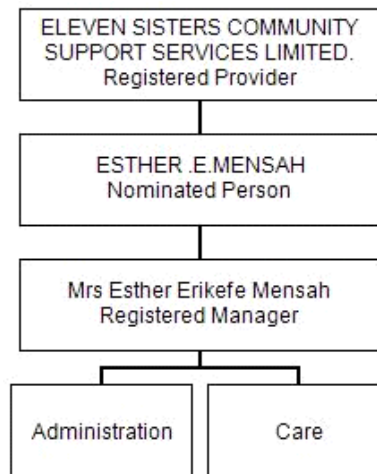 ELEVEN SISTERS COMMUNITY
SUPPORT SERVICES LIMITED.
Registered Provider
ESTHER .E.MENSAH
Nominated Person
Mrs Esther Erikefe Mensah
Registered Manager
Administration
Care